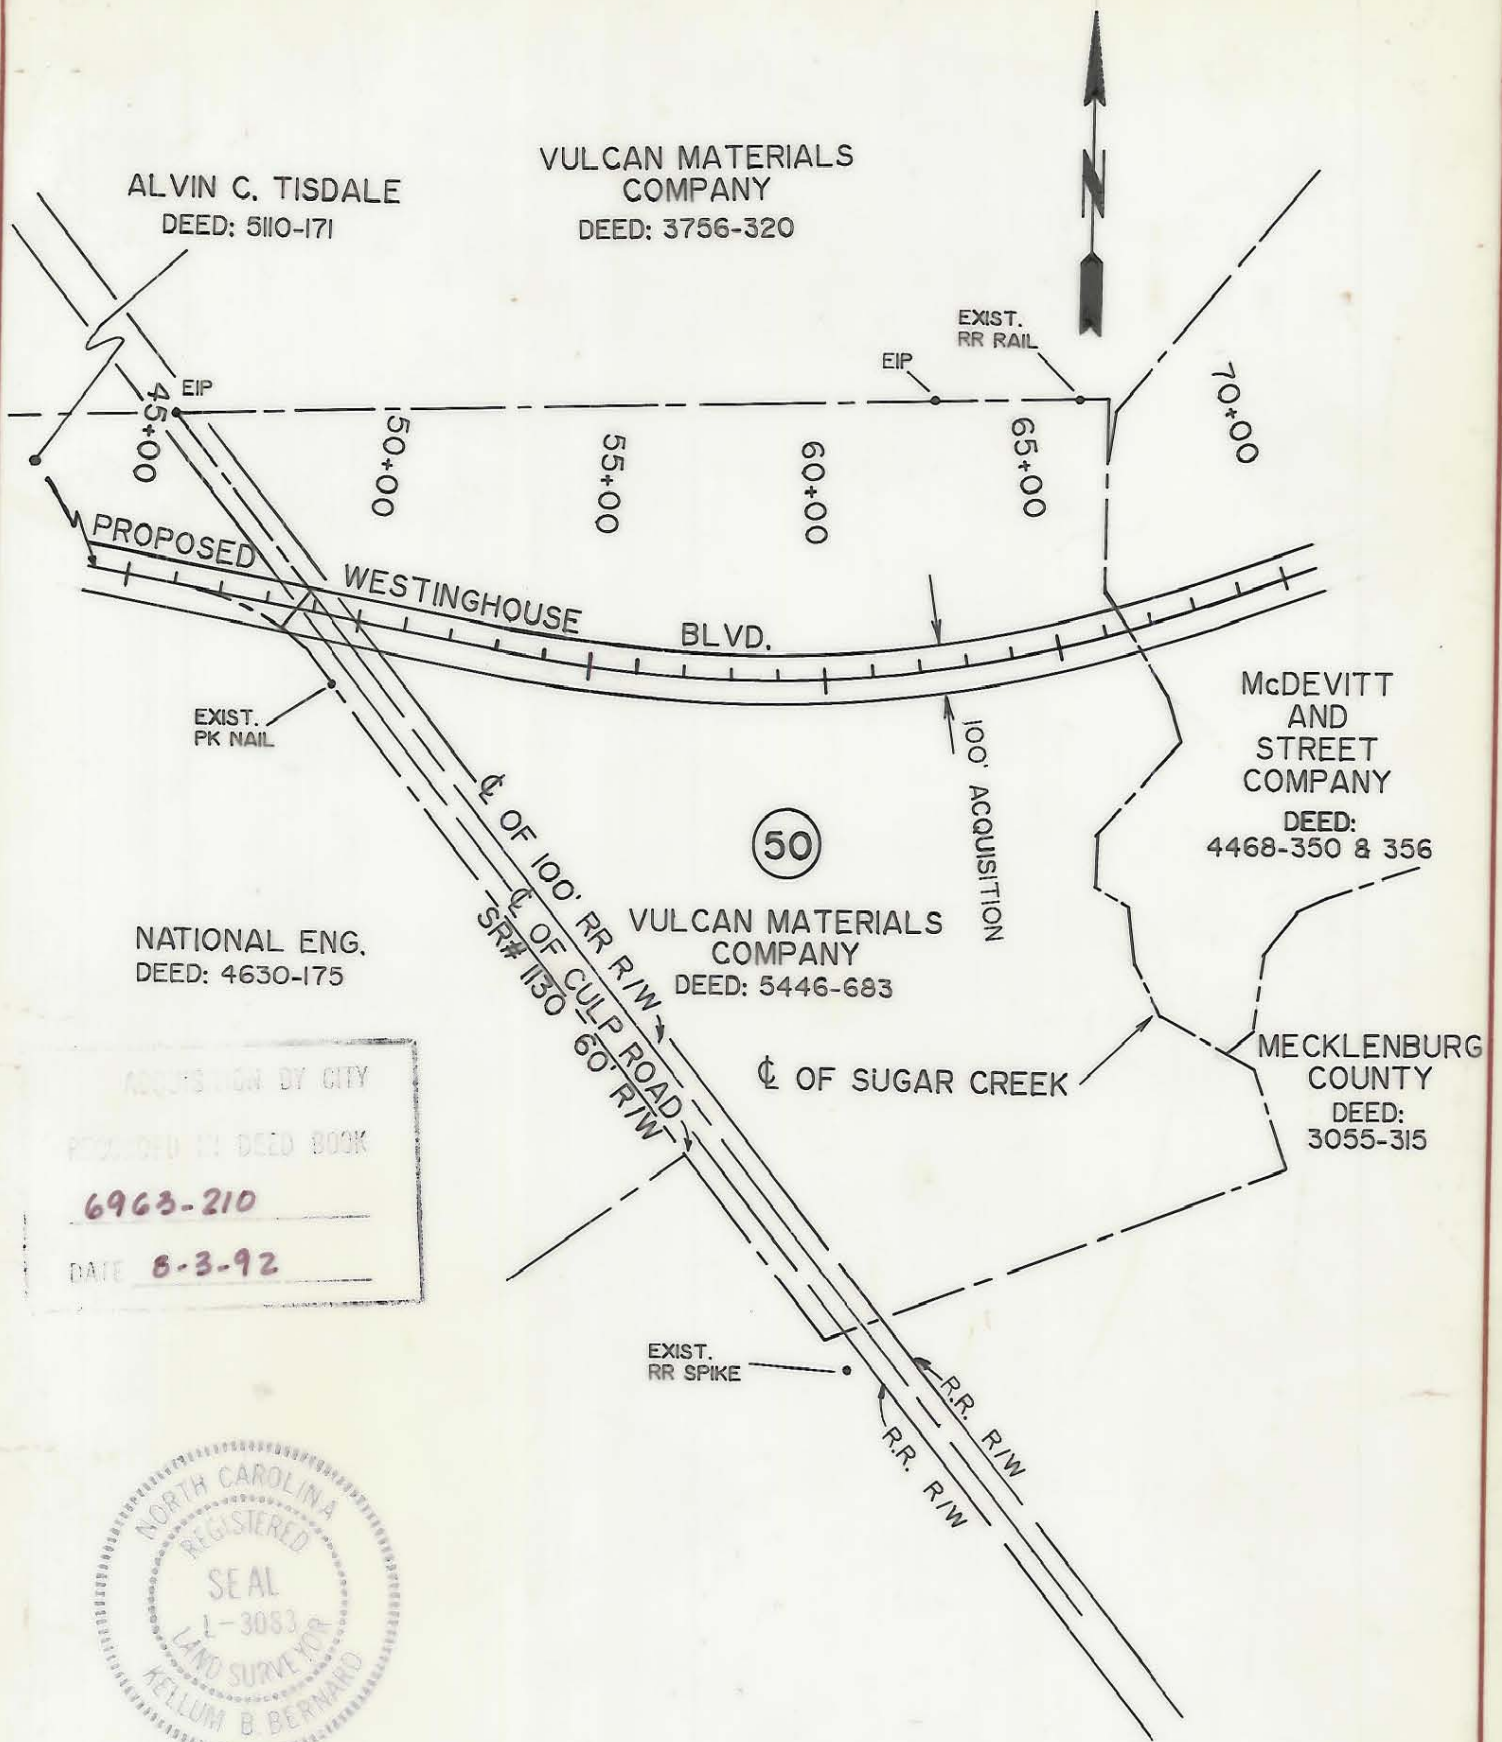 VULCAN MATERIALS
COMPANY
DEED: 3756-320
ALVIN C. TISDALE
DEED: 5110-171
N
EXIST.
RR RAIL
EIP
EIP
45+00
50+00
55+00
60+00
65+00
70+00
PROPOSED WESTINGHOUSE BLVD.
EXIST.
PK NAIL
100' ACQUISITION
McDEVITT
AND
STREET
COMPANY
DEED:
4468-350 & 356
℄ OF 100' RR R/W
℄ OF CULP ROAD
SR# 1130 60' R/W
50
VULCAN MATERIALS
COMPANY
DEED: 5446-683
NATIONAL ENG.
DEED: 4630-175
℄ OF SUGAR CREEK
MECKLENBURG
COUNTY
DEED:
3055-315
ACQUISITION BY CITY
RECORDED IN DEED BOOK
6963-210
DATE 8-3-92
EXIST.
RR SPIKE
R.R. R/W
R.R. R/W
NORTH CAROLINA
REGISTERED
SEAL
L-3083
LAND SURVEYOR
KELLUM B. BERNARD